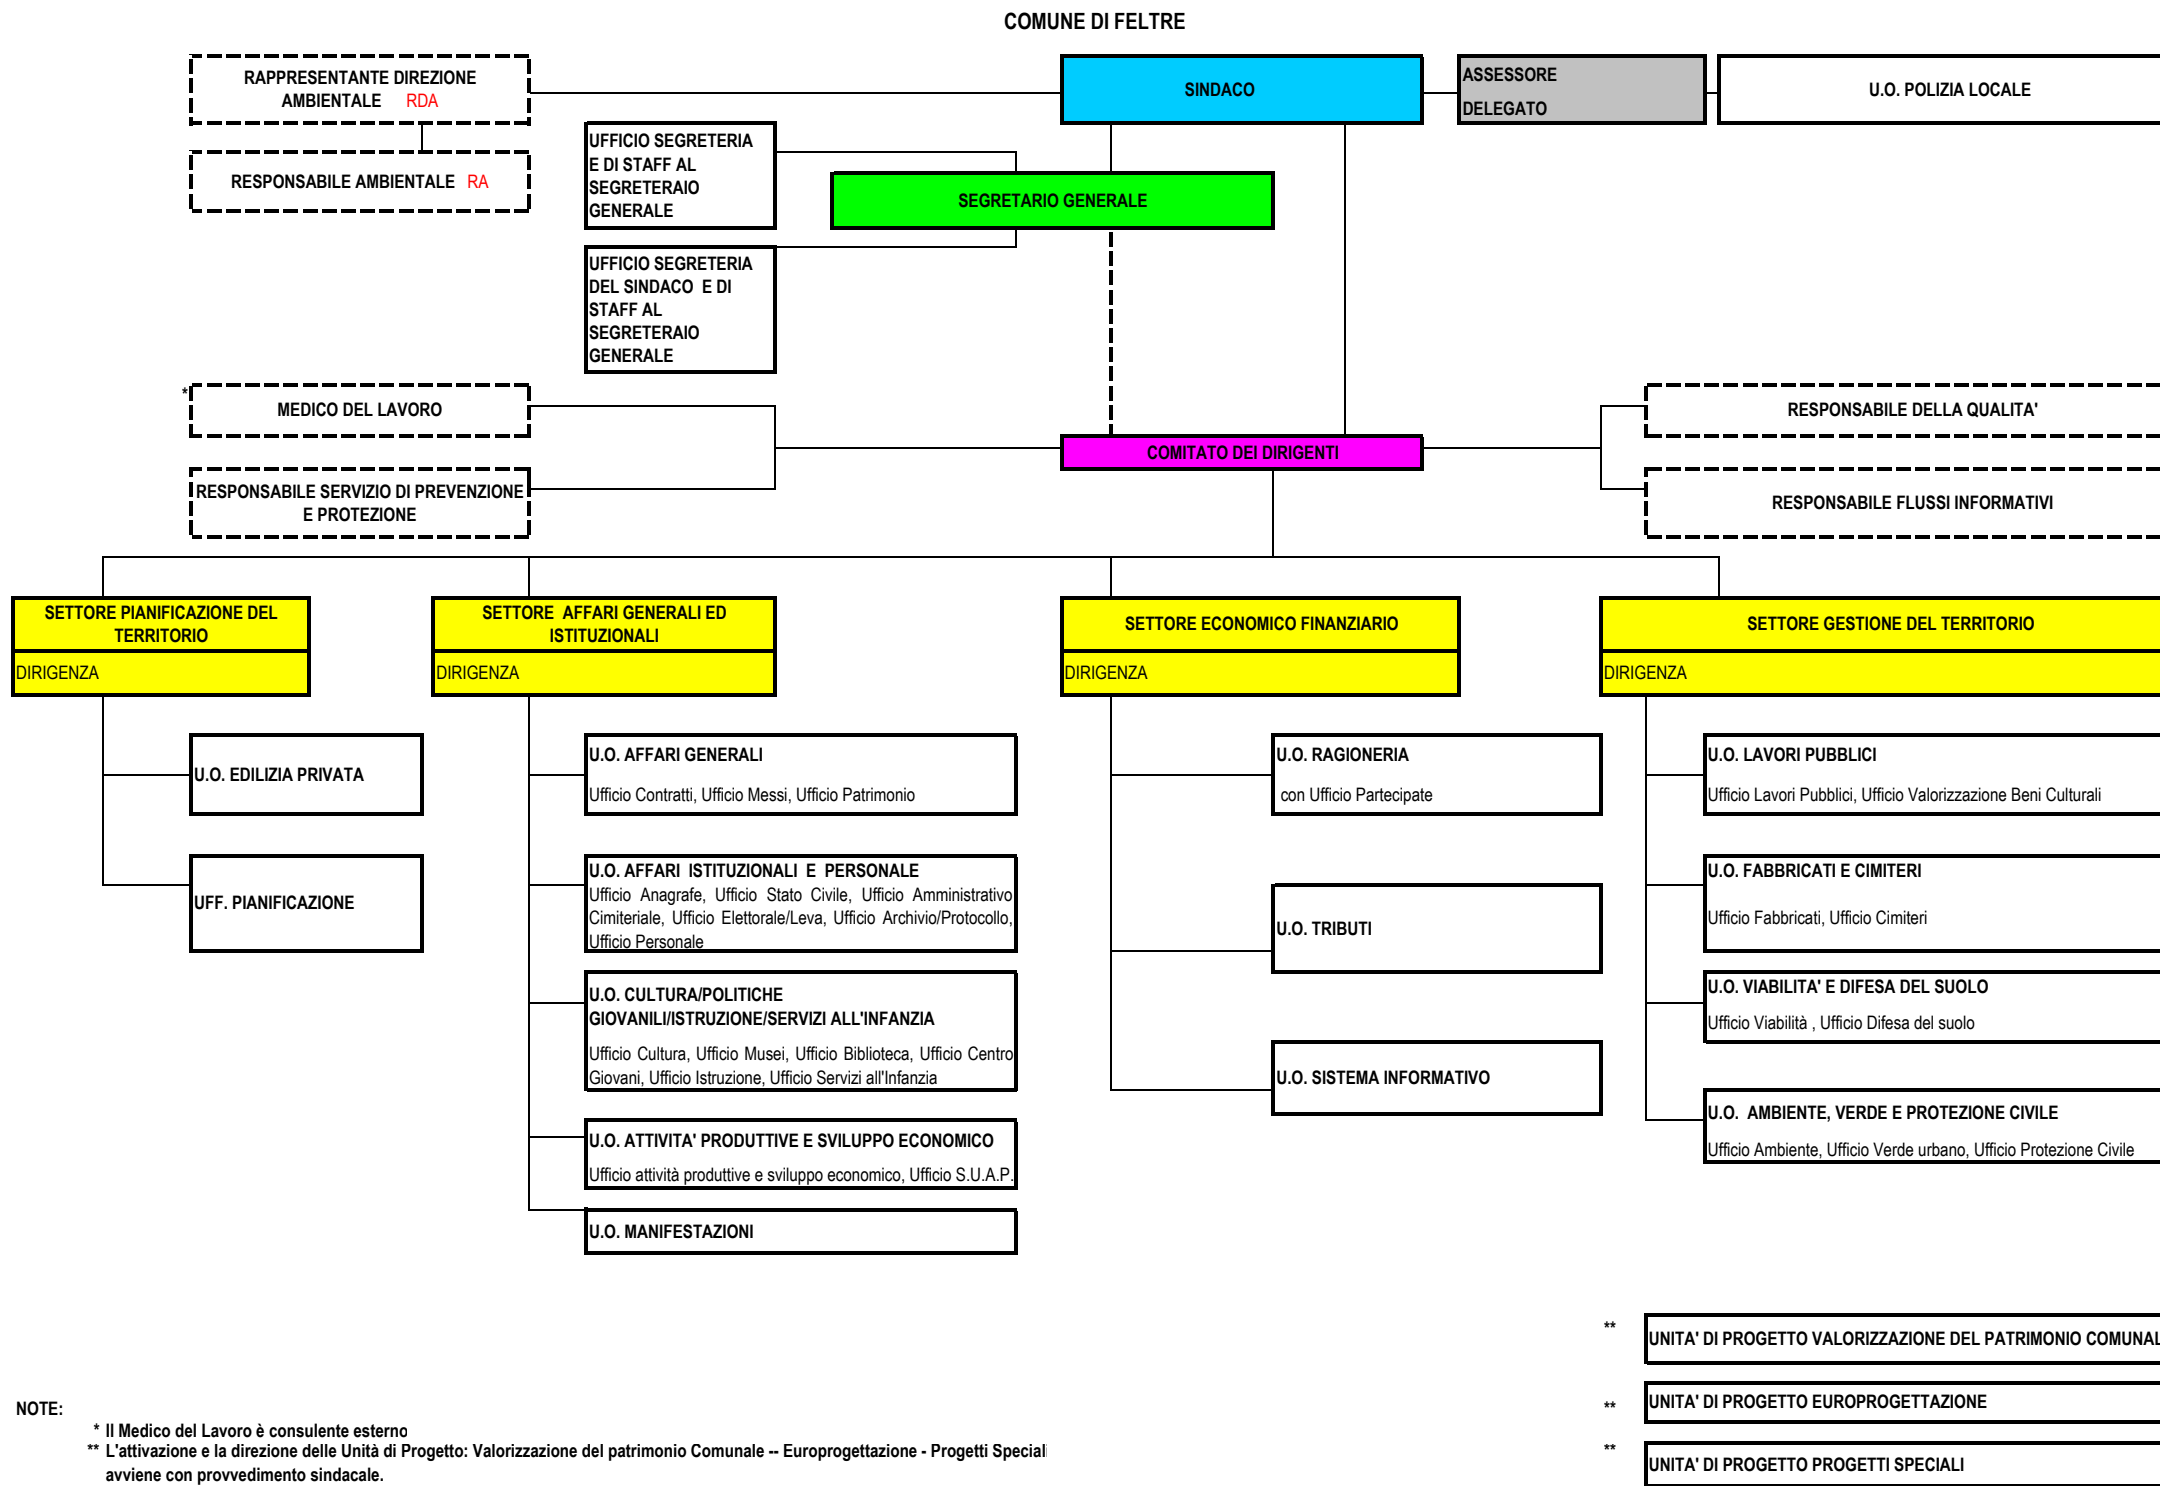 COMUNE DI FELTRE
RAPPRESENTANTE DIREZIONE
AMBIENTALE RDA
SINDACO
ASSESSORE
DELEGATO
U.O. POLIZIA LOCALE
RESPONSABILE AMBIENTALE RA
UFFICIO SEGRETERIA
E DI STAFF AL
SEGRETERAIO
GENERALE
SEGRETARIO GENERALE
UFFICIO SEGRETERIA
DEL SINDACO E DI
STAFF AL
SEGRETERAIO
GENERALE
*
MEDICO DEL LAVORO
RESPONSABILE DELLA QUALITA'
COMITATO DEI DIRIGENTI
RESPONSABILE SERVIZIO DI PREVENZIONE
E PROTEZIONE
RESPONSABILE FLUSSI INFORMATIVI
SETTORE PIANIFICAZIONE DEL
TERRITORIO
DIRIGENZA
SETTORE AFFARI GENERALI ED
ISTITUZIONALI
DIRIGENZA
SETTORE ECONOMICO FINANZIARIO
DIRIGENZA
SETTORE GESTIONE DEL TERRITORIO
DIRIGENZA
U.O. EDILIZIA PRIVATA
UFF. PIANIFICAZIONE
U.O. AFFARI GENERALI
Ufficio Contratti, Ufficio Messi, Ufficio Patrimonio
U.O. AFFARI ISTITUZIONALI E PERSONALE
Ufficio Anagrafe, Ufficio Stato Civile, Ufficio Amministrativo
Cimiteriale, Ufficio Elettorale/Leva, Ufficio Archivio/Protocollo,
Ufficio Personale
U.O. CULTURA/POLITICHE
GIOVANILI/ISTRUZIONE/SERVIZI ALL'INFANZIA
Ufficio Cultura, Ufficio Musei, Ufficio Biblioteca, Ufficio Centro
Giovani, Ufficio Istruzione, Ufficio Servizi all'Infanzia
U.O. ATTIVITA' PRODUTTIVE E SVILUPPO ECONOMICO
Ufficio attività produttive e sviluppo economico, Ufficio S.U.A.P.
U.O. MANIFESTAZIONI
U.O. RAGIONERIA
con Ufficio Partecipate
U.O. TRIBUTI
U.O. SISTEMA INFORMATIVO
U.O. LAVORI PUBBLICI
Ufficio Lavori Pubblici, Ufficio Valorizzazione Beni Culturali
U.O. FABBRICATI E CIMITERI
Ufficio Fabbricati, Ufficio Cimiteri
U.O. VIABILITA' E DIFESA DEL SUOLO
Ufficio Viabilità , Ufficio Difesa del suolo
U.O. AMBIENTE, VERDE E PROTEZIONE CIVILE
Ufficio Ambiente, Ufficio Verde urbano, Ufficio Protezione Civile
** UNITA' DI PROGETTO VALORIZZAZIONE DEL PATRIMONIO COMUNAL
** UNITA' DI PROGETTO EUROPROGETTAZIONE
** UNITA' DI PROGETTO PROGETTI SPECIALI
NOTE:
* Il Medico del Lavoro è consulente esterno
** L'attivazione e la direzione delle Unità di Progetto: Valorizzazione del patrimonio Comunale -- Europrogettazione - Progetti Speciali
avviene con provvedimento sindacale.